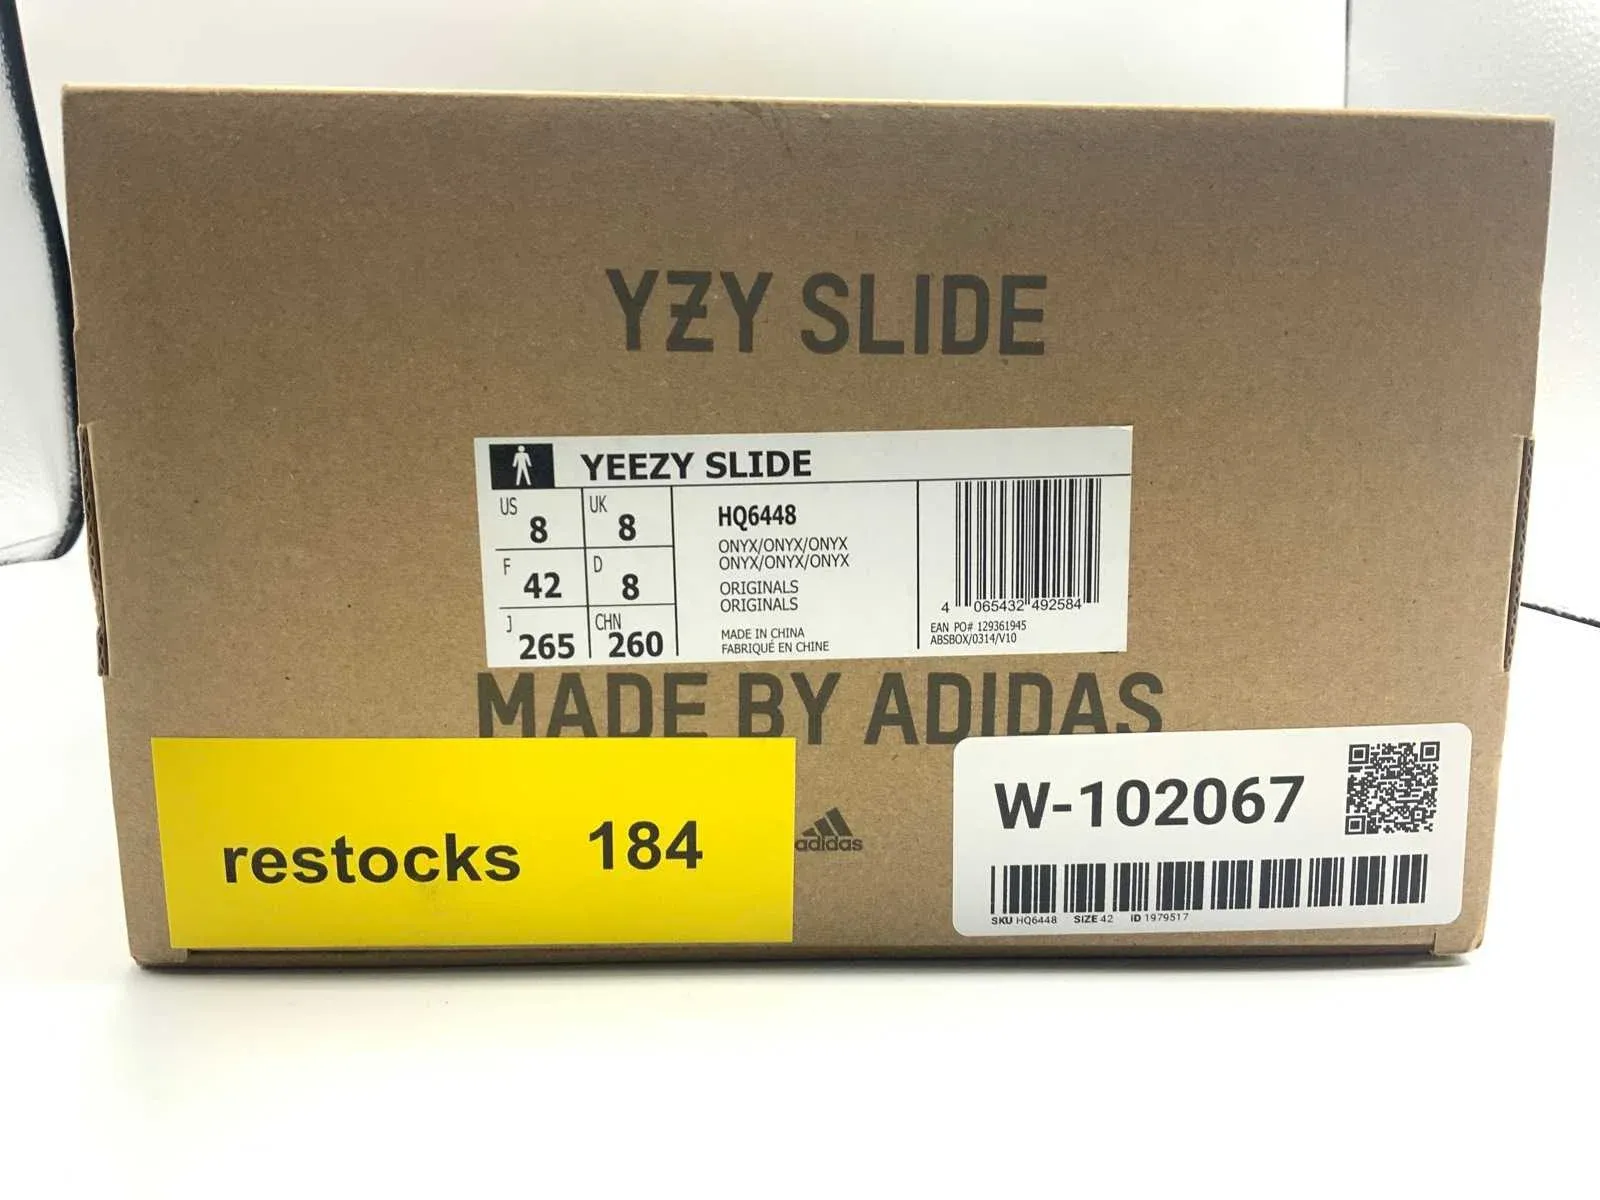 YZY SLIDE
YEEZY SLIDE
US 8 UK 8
F 42 D 8
J 265 CHN 260
HQ6448
ONYX/ONYX/ONYX
ONYX/ONYX/ONYX
ORIGINALS
ORIGINALS
MADE IN CHINA
FABRIQUÉ EN CHINE
4 065432 492584
EAN PO# 129361945
ABSBOX/0314/V10
MADE BY ADIDAS
restocks 184
adidas
W-102067
SKU HQ6448 SIZE 42 ID 1979517